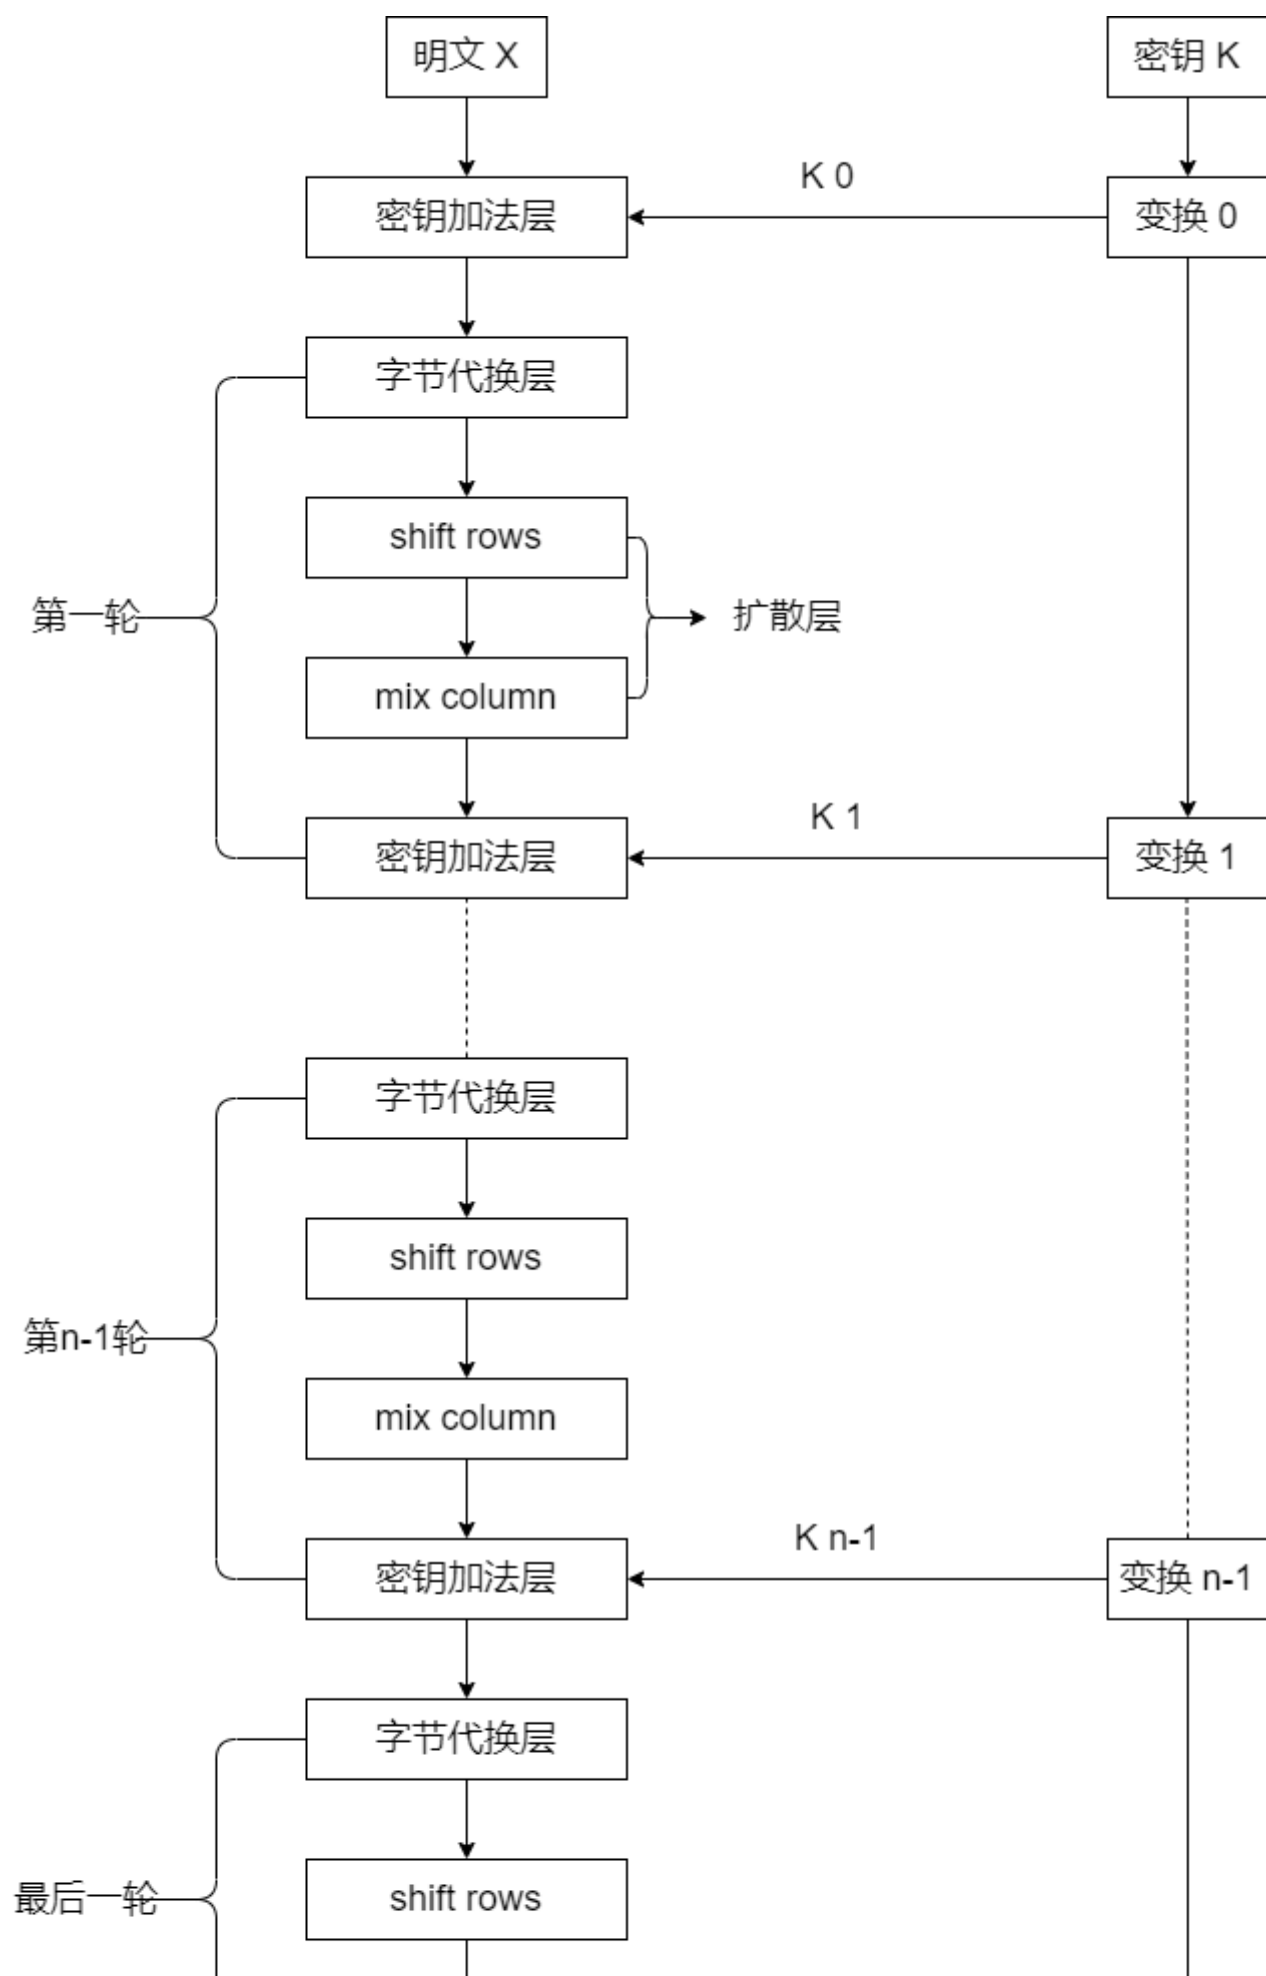 明文 X
密钥 K
K 0
密钥加法层
变换 0
字节代换层
shift rows
第一轮
扩散层
mix column
K 1
密钥加法层
变换 1
字节代换层
shift rows
第n-1轮
mix column
K n-1
密钥加法层
变换 n-1
字节代换层
最后一轮
shift rows